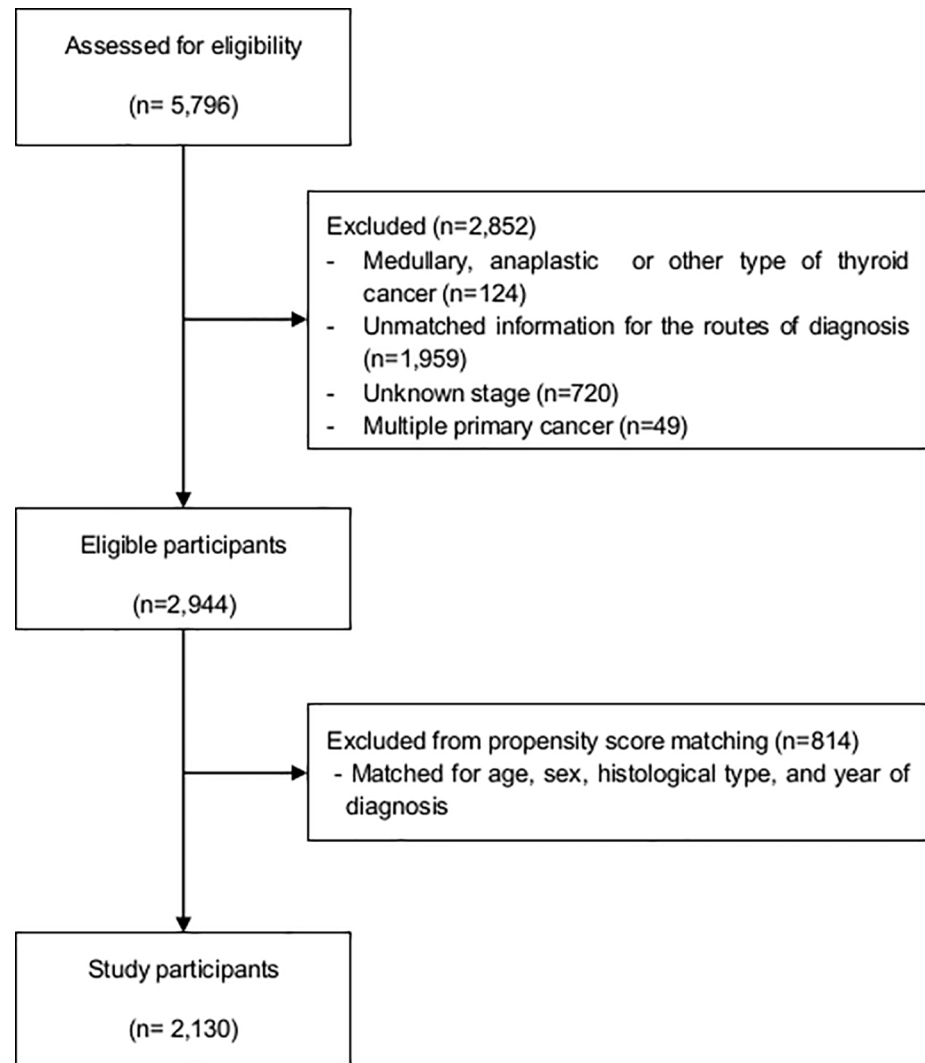 Assessed for eligibility
(n= 5,796)
Excluded (n=2,852)
- Medullary, anaplastic or other type of thyroid
cancer (n=124)
- Unmatched information for the routes of diagnosis
(n=1,959)
- Unknown stage (n=720)
- Multiple primary cancer (n=49)
Eligible participants
(n=2,944)
Excluded from propensity score matching (n=814)
- Matched for age, sex, histological type, and year of
diagnosis
Study participants
(n= 2,130)